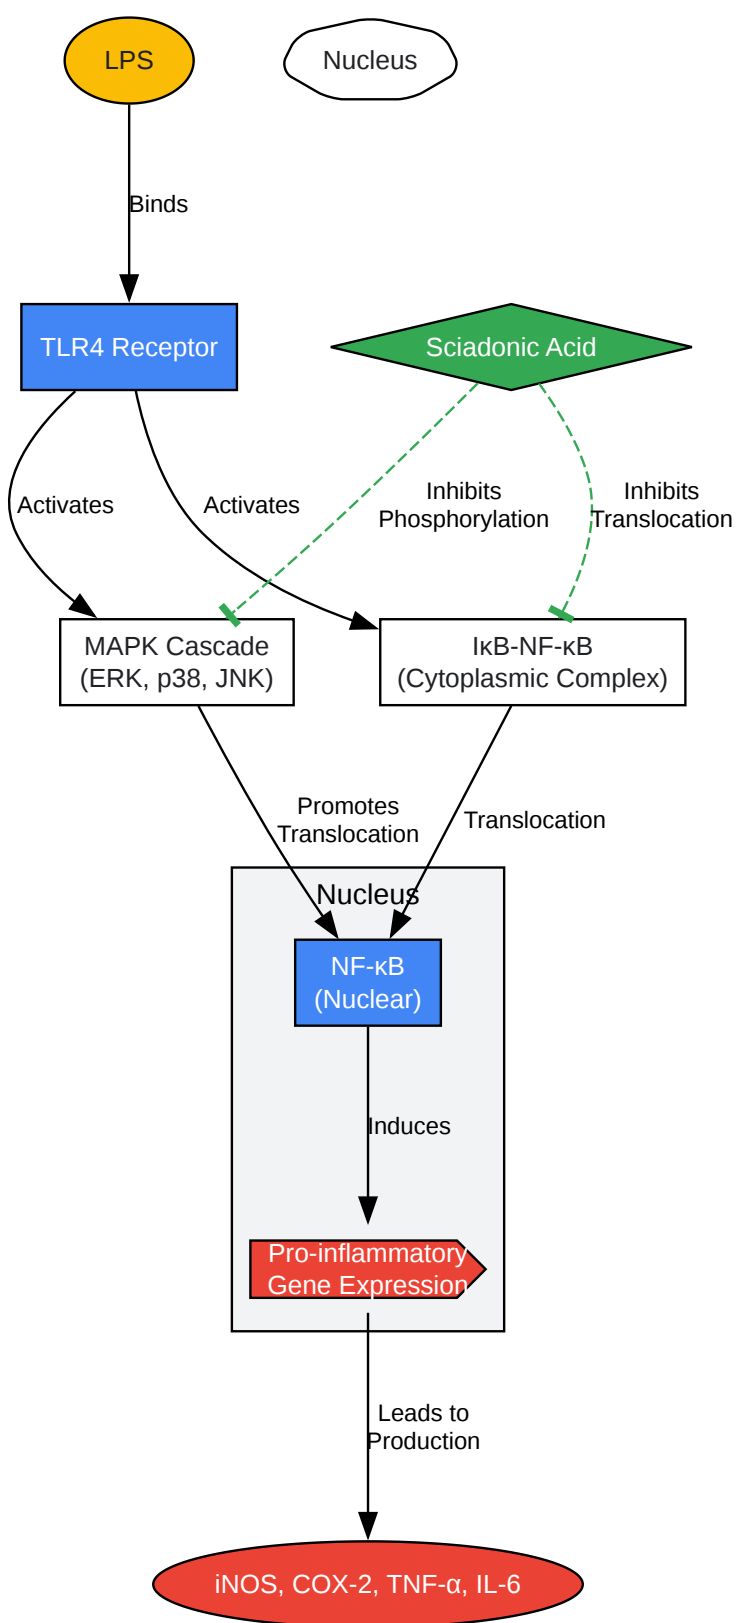 LPS
Nucleus
Binds
TLR4 Receptor
Sciadonic Acid
Activates
Activates
Inhibits
Phosphorylation
Inhibits
Translocation
MAPK Cascade
(ERK, p38, JNK)
IκB-NF-κB
(Cytoplasmic Complex)
Promotes
Translocation
Translocation
Nucleus
NF-κB
(Nuclear)
Induces
Pro-inflammatory
Gene Expression
Leads to
Production
iNOS, COX-2, TNF-α, IL-6